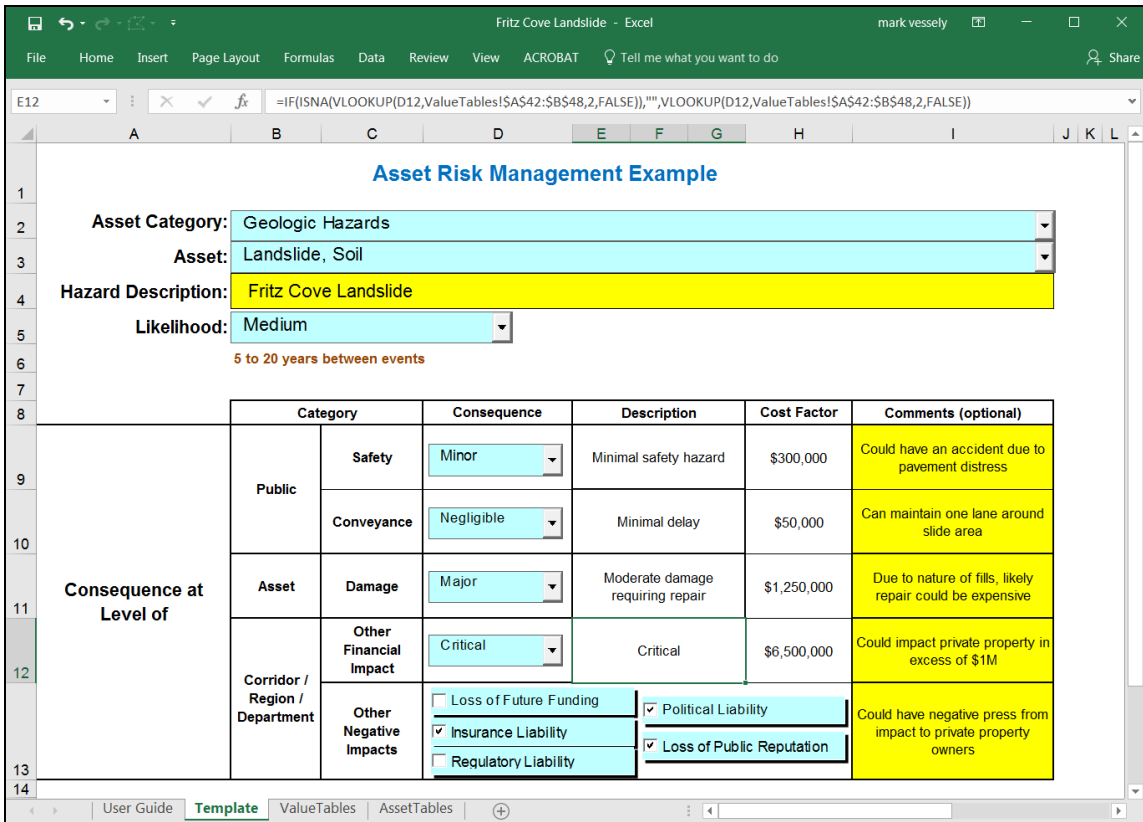 Fritz Cove Landslide - Excel
mark vessely
File Home Insert Page Layout Formulas Data Review View ACROBAT Tell me what you want to do Share
E12 fx =IF(ISNA(VLOOKUP(D12,ValueTables!$A$42:$B$48,2,FALSE)),"",VLOOKUP(D12,ValueTables!$A$42:$B$48,2,FALSE))
A B C D E F G H I J K L
1 Asset Risk Management Example
2 Asset Category: Geologic Hazards
3 Asset: Landslide, Soil
4 Hazard Description: Fritz Cove Landslide
5 Likelihood: Medium
6 5 to 20 years between events
7
8 Category Consequence Description Cost Factor Comments (optional)
9
Consequence at
Level of
Public
Safety Minor Minimal safety hazard $300,000
Could have an accident due to
pavement distress
10
Conveyance Negligible Minimal delay $50,000
Can maintain one lane around
slide area
11
Asset Damage Major
Moderate damage
requiring repair
$1,250,000
Due to nature of fills, likely
repair could be expensive
12
Corridor /
Region /
Department
Other
Financial
Impact
Critical Critical $6,500,000
Could impact private property in
excess of $1M
13
Other
Negative
Impacts
Loss of Future Funding
Insurance Liability
Regulatory Liability
Political Liability
Loss of Public Reputation
Could have negative press from
impact to private property
owners
14
User Guide Template ValueTables AssetTables